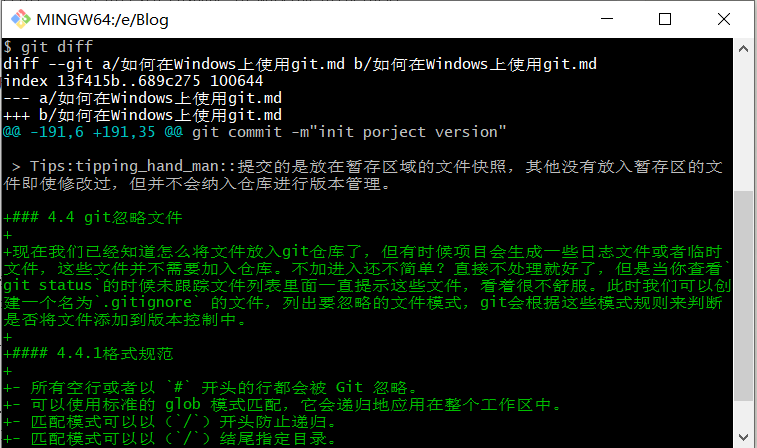 MINGW64:/e/Blog
$ git diff
diff --git a/如何在Windows上使用git.md b/如何在Windows上使用git.md
index 13f415b..689c275 100644
--- a/如何在Windows上使用git.md
+++ b/如何在Windows上使用git.md
@@ -191,6 +191,35 @@ git commit -m"init porject version"
 > Tips:tipping_hand_man::提交的是放在暂存区域的文件快照，其他没有放入暂存区的文
件即使修改过，但并不会纳入仓库进行版本管理。
+### 4.4 git忽略文件
+
+现在我们已经知道怎么将文件放入git仓库了，但有时候项目会生成一些日志文件或者临时
文件，这些文件并不需要加入仓库。不加进入还不简单？直接不处理就好了，但是当你查看`
git status`的时候未跟踪文件列表里面一直提示这些文件，看着很不舒服。此时我们可以创
建一个名为`.gitignore` 的文件，列出要忽略的文件模式，git会根据这些模式规则来判断
是否将文件添加到版本控制中。
+
+#### 4.4.1格式规范
+
+- 所有空行或者以 `#` 开头的行都会被 Git 忽略。
+- 可以使用标准的 glob 模式匹配，它会递归地应用在整个工作区中。
+- 匹配模式可以以（`/`）开头防止递归。
+- 匹配模式可以以（`/`）结尾指定目录。